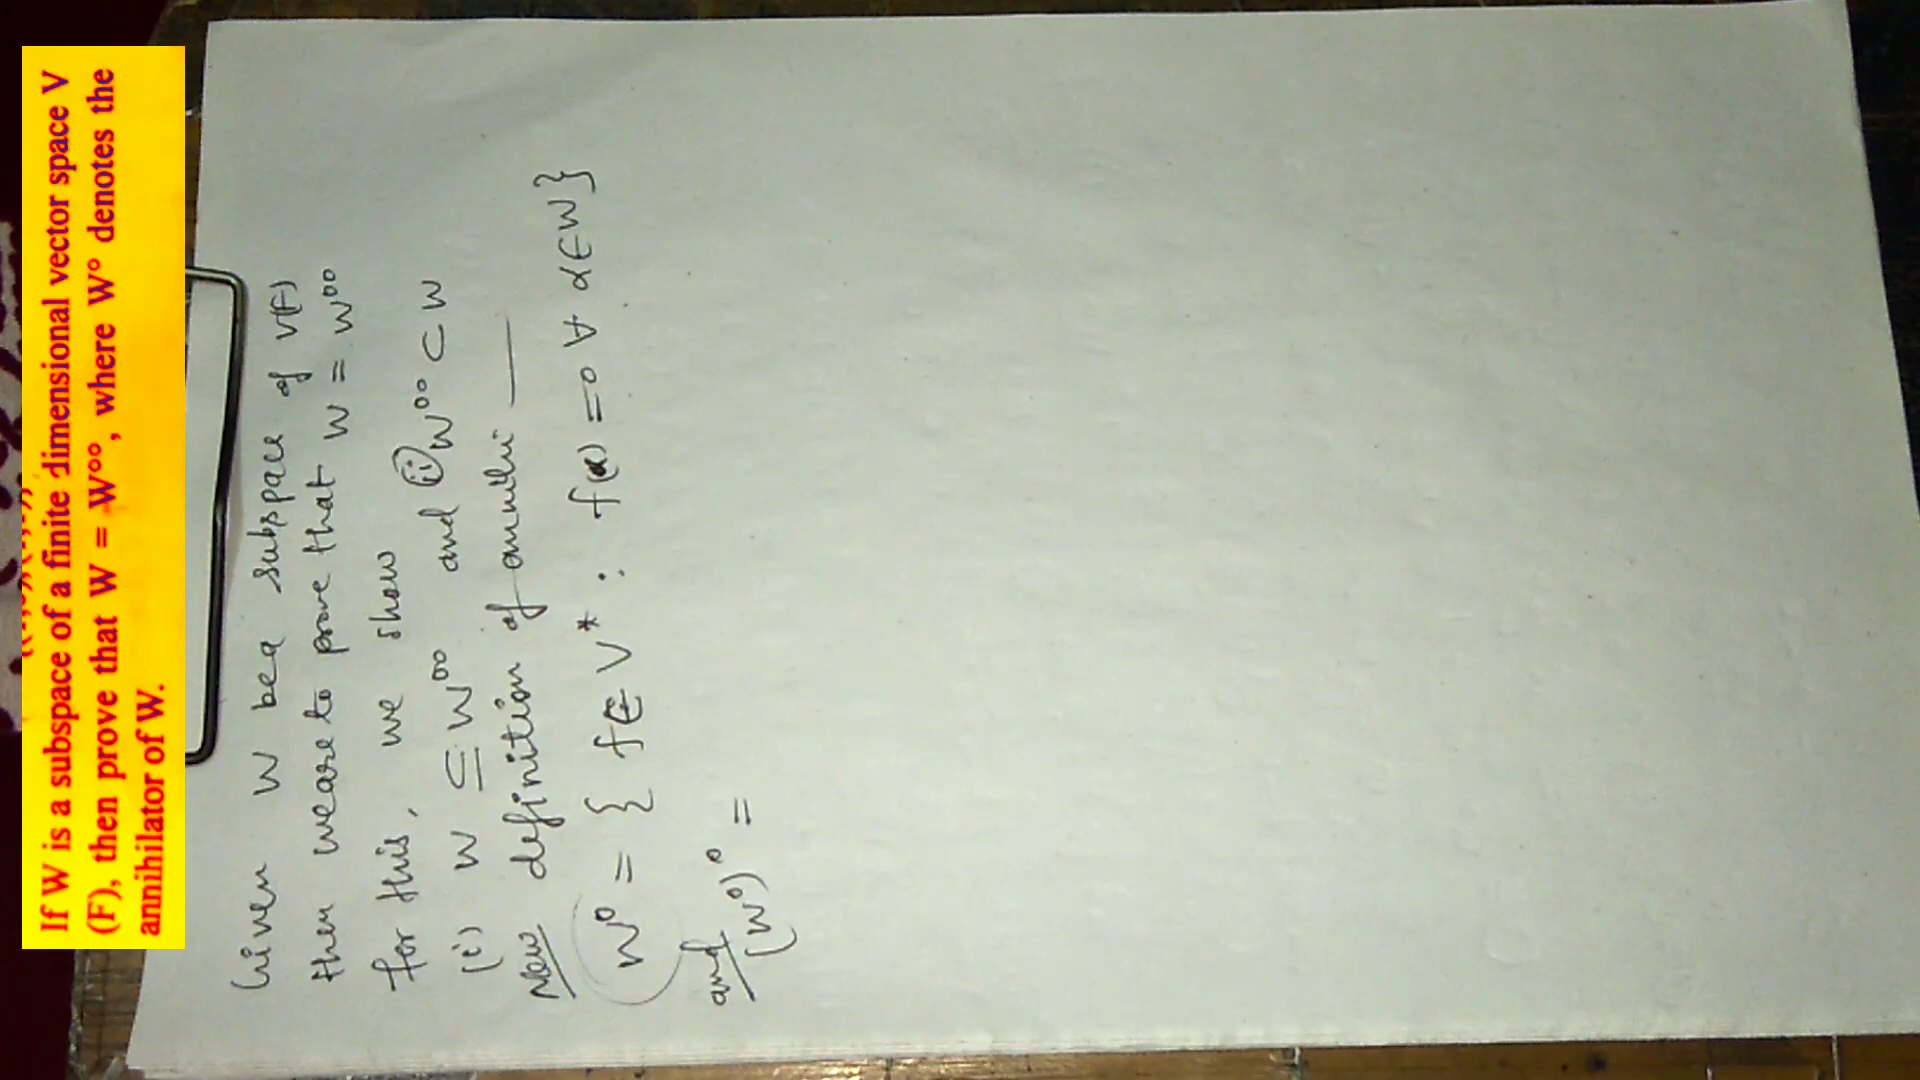 If W is a subspace of a finite dimensional vector space V
(F), then prove that W = W°°, where W° denotes the
annihilator of W.
Given W be a subspace of V(F)
then we are to prove that W = W°°
for this, we show
(i) W ⊆ W°° and (ii) W°° ⊂ W
Now definition of annihi
W° = { f ∈ V* : f(α) = 0 ∀ α ∈ W }
and
(W°)° =